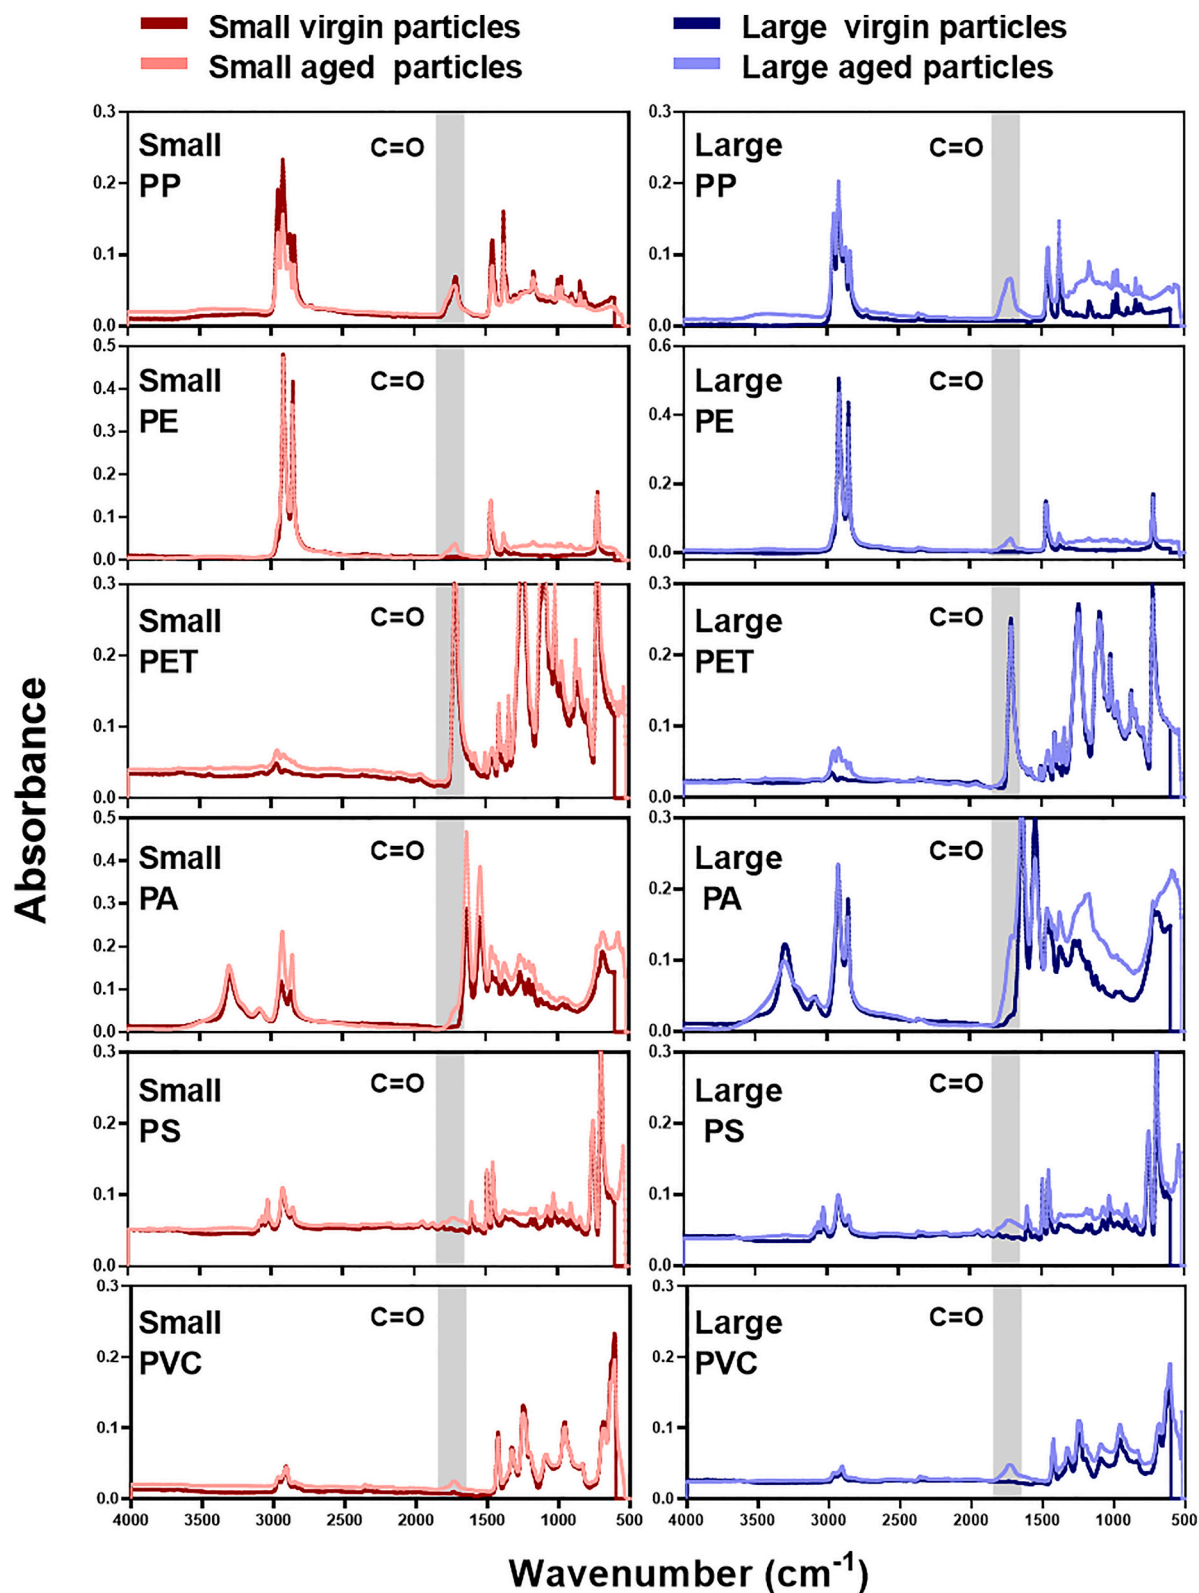 Small virgin particles
Small aged particles
Large virgin particles
Large aged particles
Absorbance
0.3
0.2
0.1
0.0
Small
PP
C=O
Large
PP
C=O
0.3
0.2
0.1
0.0
0.5
0.4
0.3
0.2
0.1
0.0
Small
PE
C=O
0.6
0.4
0.2
0.0
Large
PE
C=O
0.3
0.2
0.1
0.0
Small
PET
C=O
0.3
0.2
0.1
0.0
Large
PET
C=O
0.5
0.4
0.3
0.2
0.1
0.0
Small
PA
C=O
0.3
0.2
0.1
0.0
Large
PA
C=O
0.3
0.2
0.1
0.0
Small
PS
C=O
0.3
0.2
0.1
0.0
Large
PS
C=O
0.3
0.2
0.1
0.0
Small
PVC
C=O
0.3
0.2
0.1
0.0
Large
PVC
C=O
4000 3500 3000 2500 2000 1500 1000 500
4000 3500 3000 2500 2000 1500 1000 500
Wavenumber (cm⁻¹)